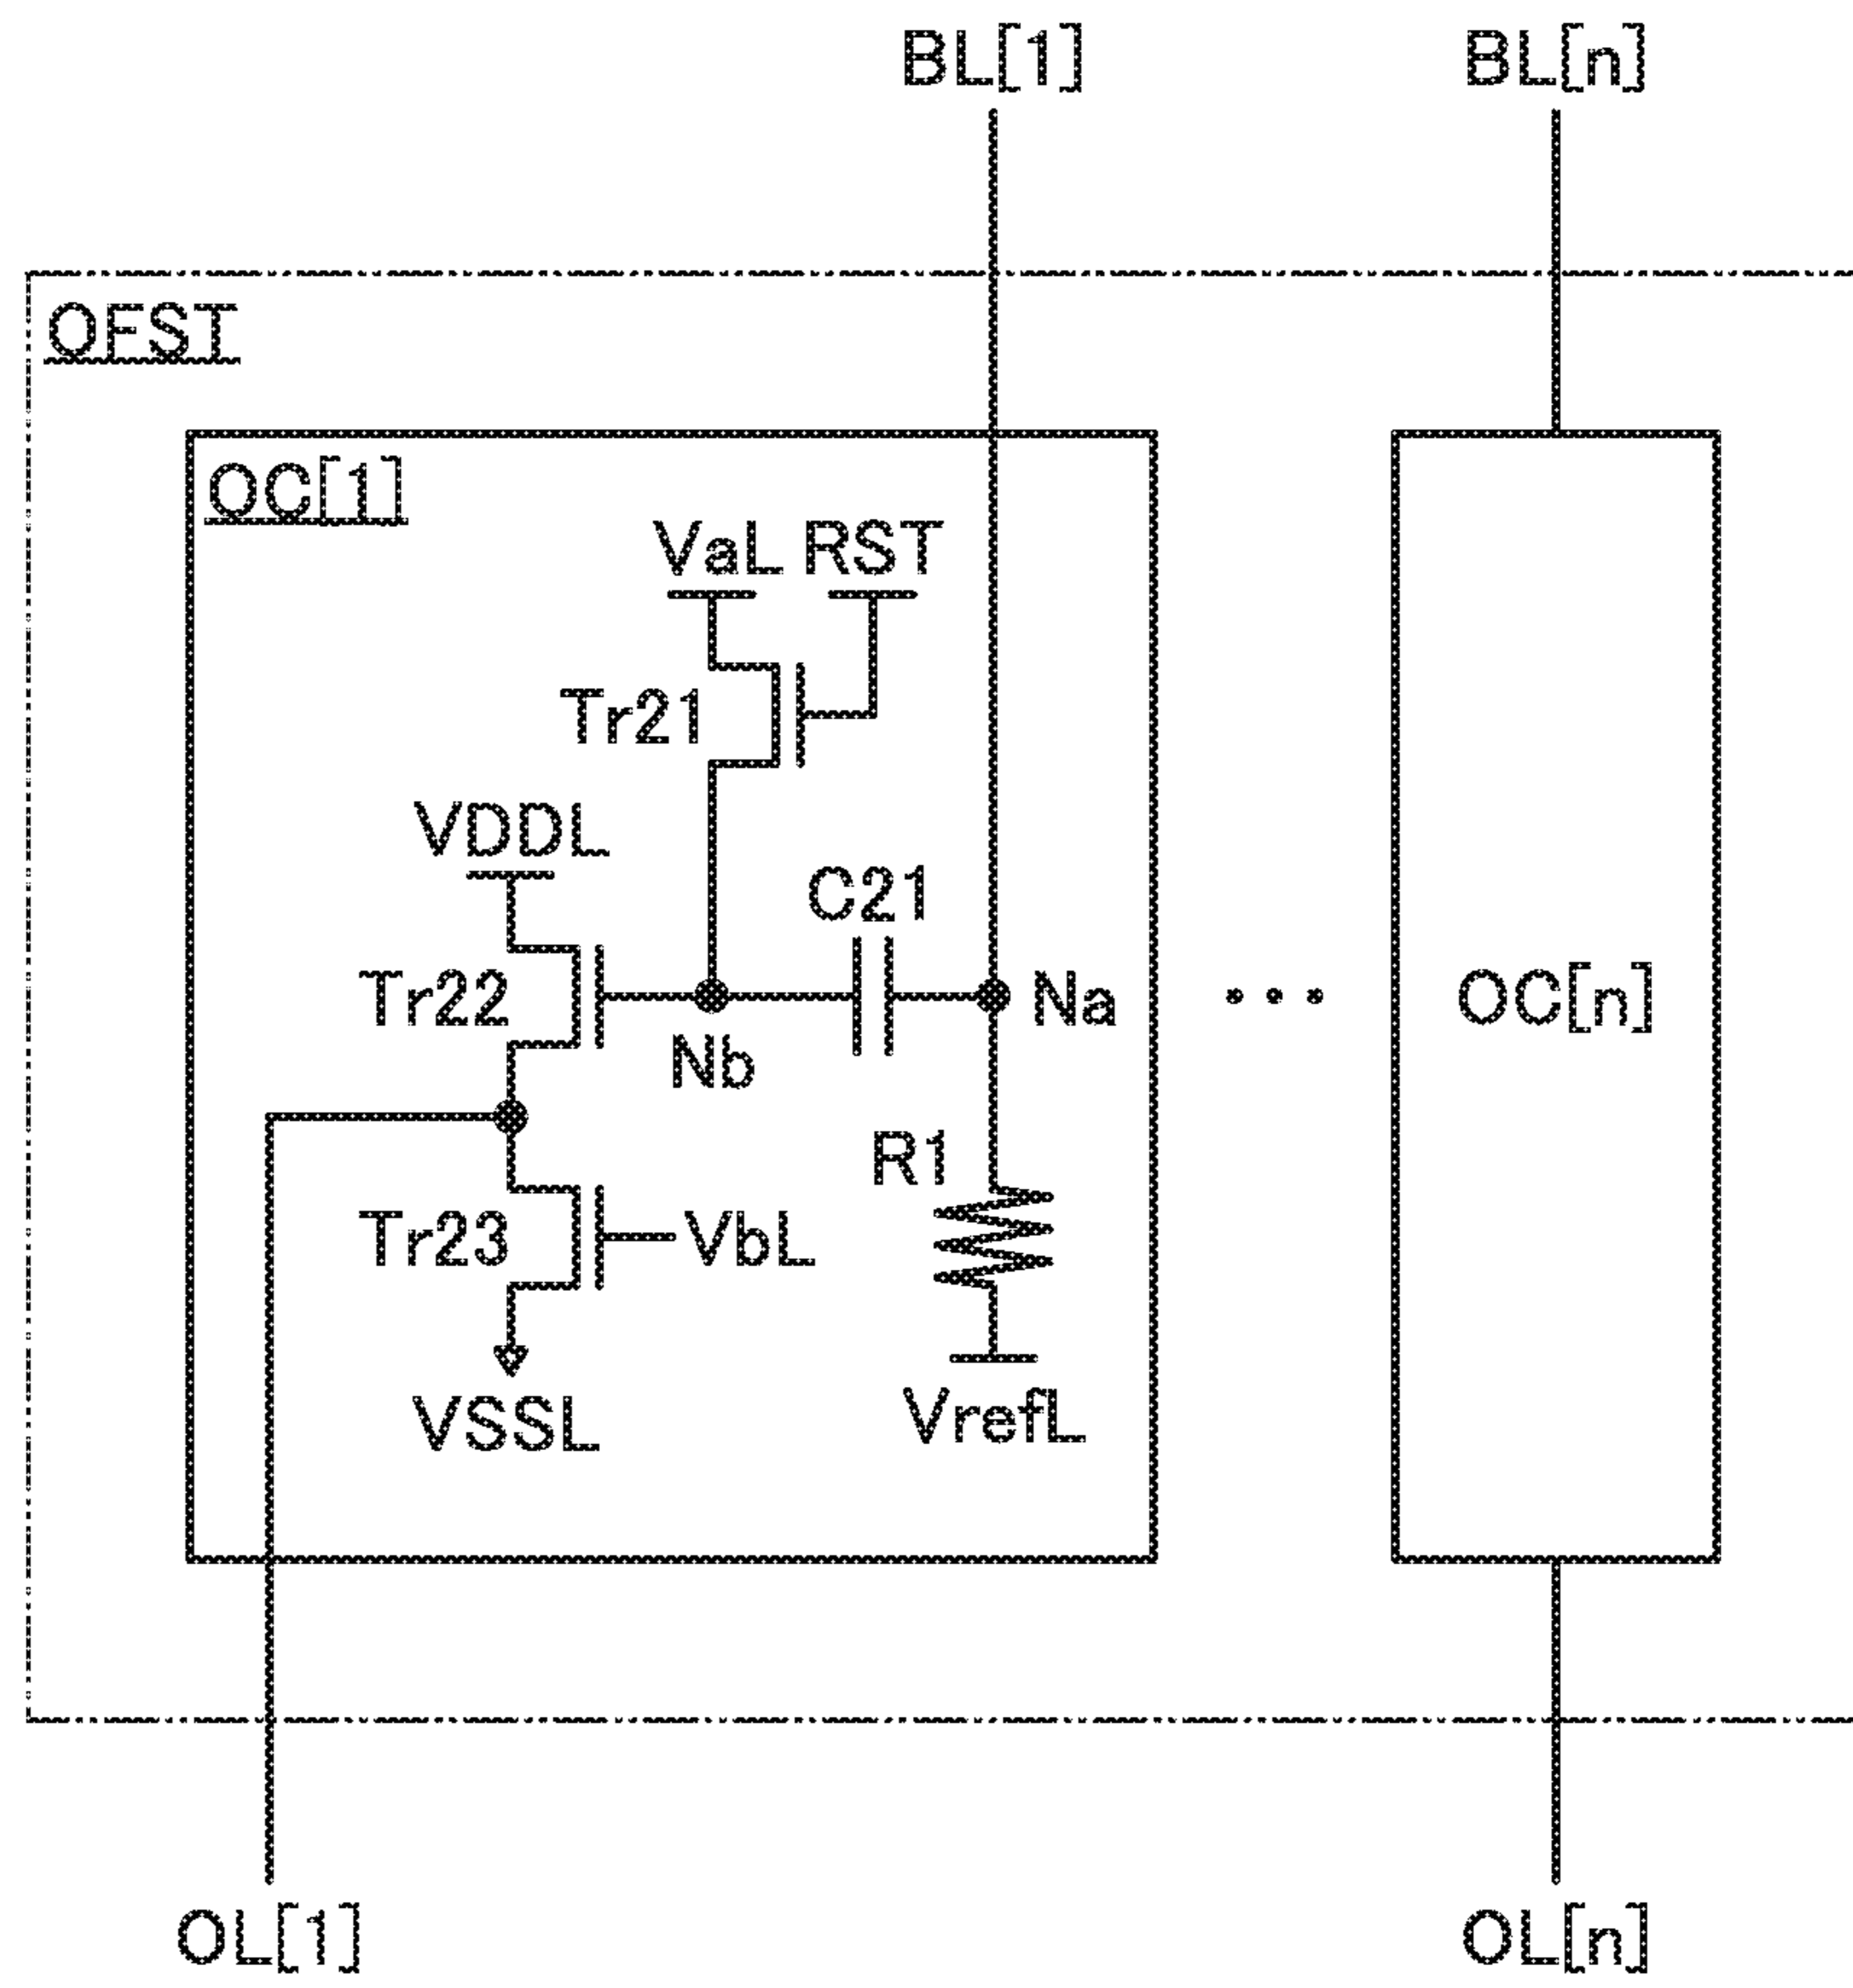 BL[1] BL[n]
OFST
OC[1]
VaL RST
Tr21
VDDL
C21
Tr22
Na
... OC[n]
Nb
R1
Tr23
VbL
VSSL
VrefL
OL[1] OL[n]